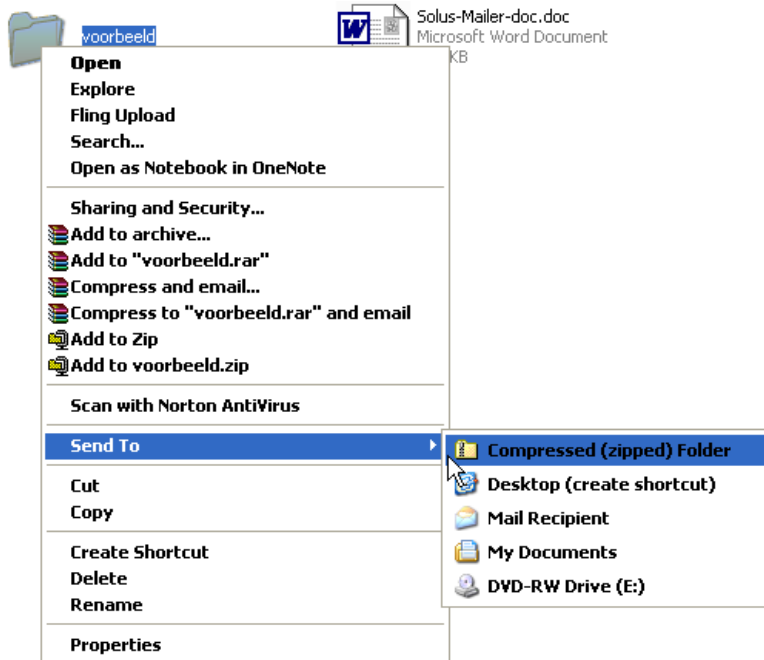 voorbeeld
Solus-Mailer-doc.doc
Microsoft Word Document
KB
Open
Explore
Fling Upload
Search...
Open as Notebook in OneNote
Sharing and Security...
Add to archive...
Add to "voorbeeld.rar"
Compress and email...
Compress to "voorbeeld.rar" and email
Add to Zip
Add to voorbeeld.zip
Scan with Norton AntiVirus
Send To
Compressed (zipped) Folder
Desktop (create shortcut)
Mail Recipient
My Documents
DVD-RW Drive (E:)
Cut
Copy
Create Shortcut
Delete
Rename
Properties